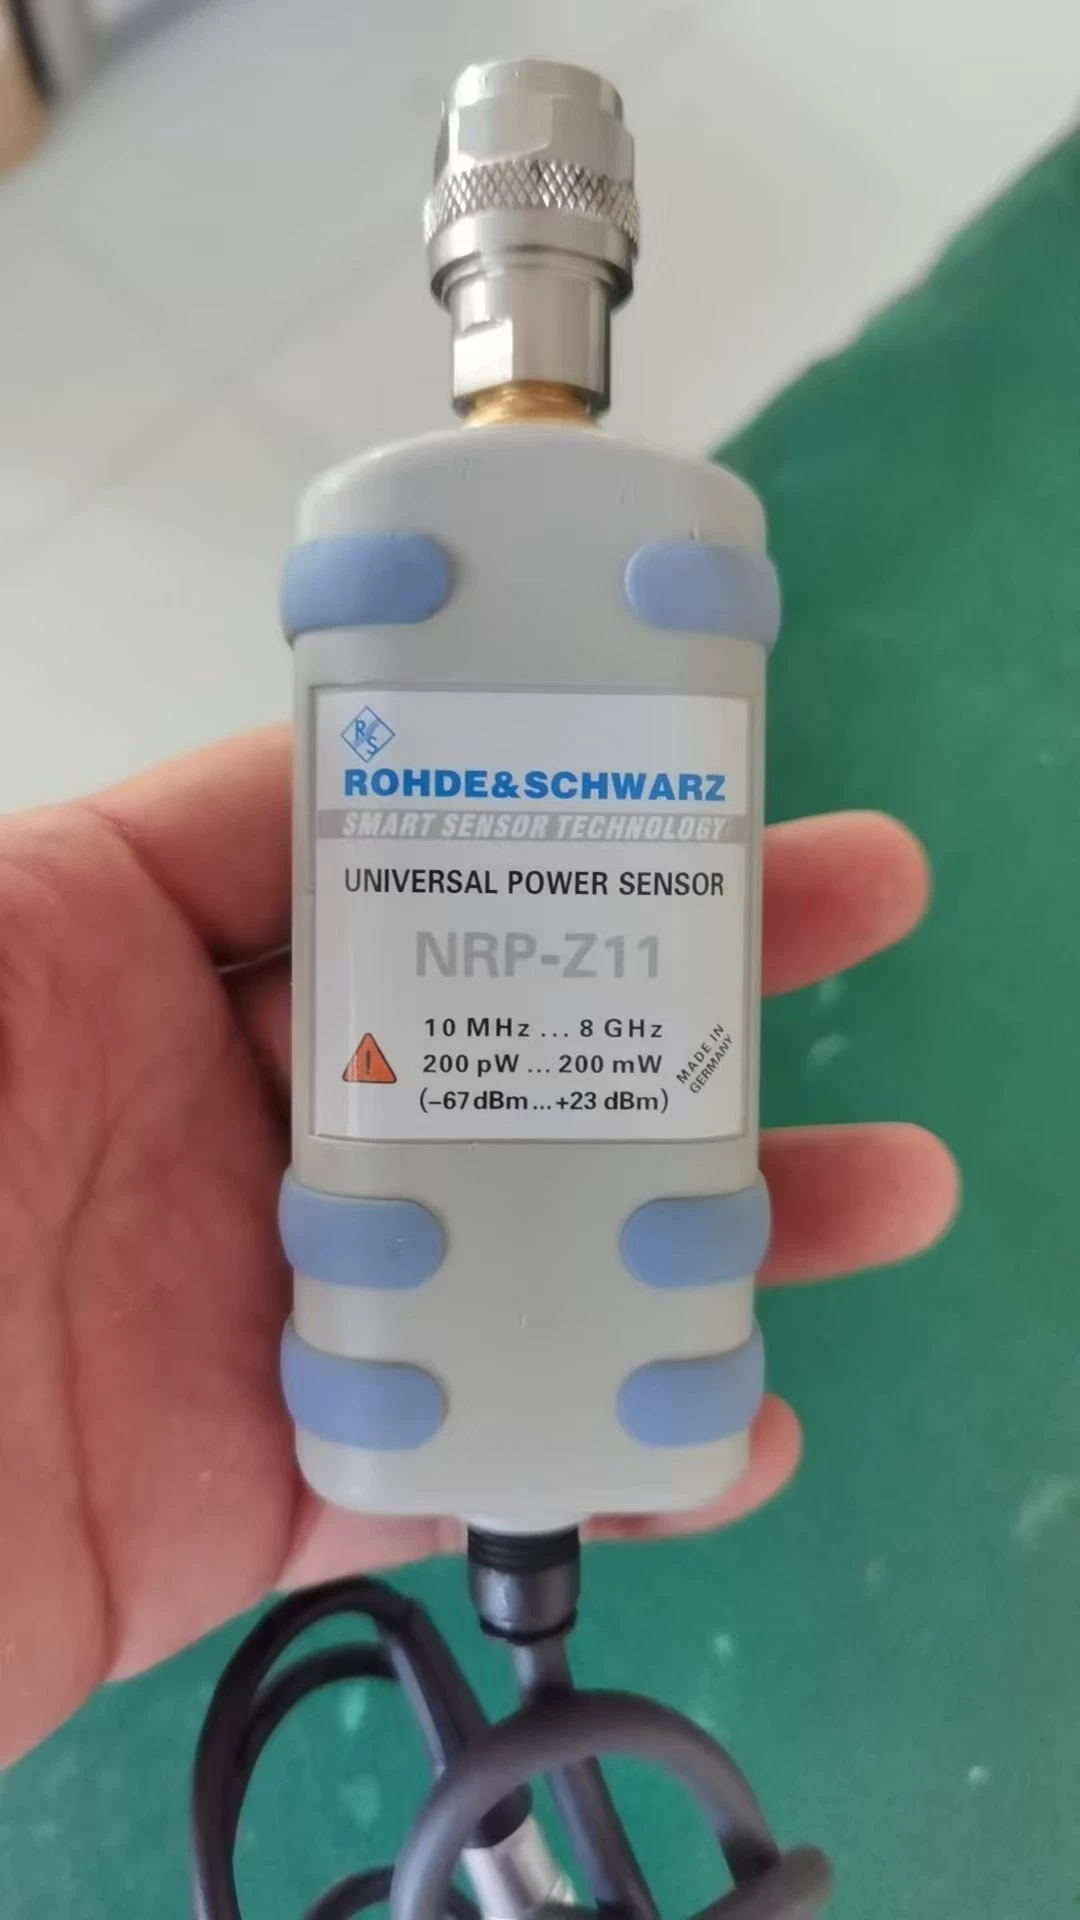 R
S
ROHDE&SCHWARZ
SMART SENSOR TECHNOLOGY
UNIVERSAL POWER SENSOR
NRP-Z11
10 MHz ... 8 GHz
200 pW ... 200 mW
(–67 dBm ... +23 dBm)
MADE IN
GERMANY
!